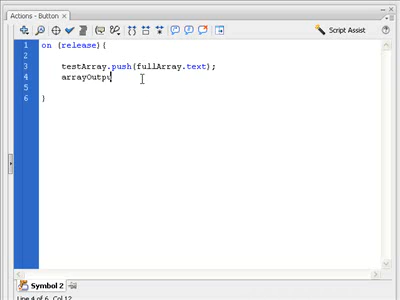 Actions - Button ×
Script Assist
1 on (release){
2
3 testArray.push(fullArray.text);
4 arrayOutpu
5
6 }
Symbol 2
Line 4 of 6, Col 12